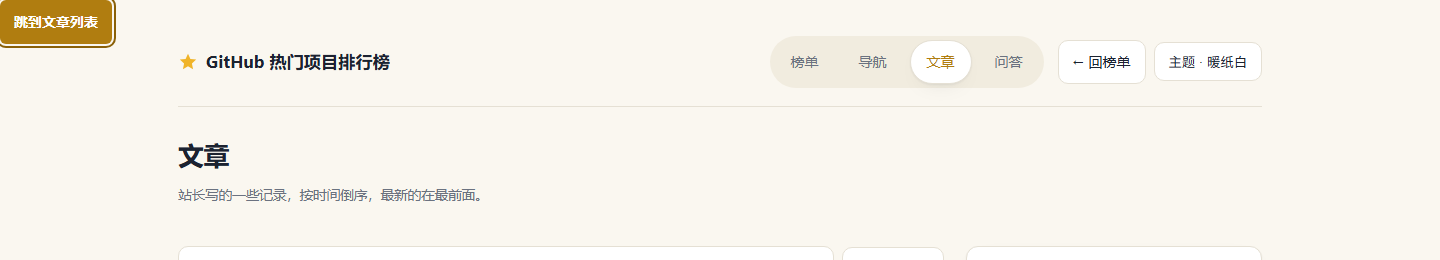 跳到文章列表
GitHub 热门项目排行榜
榜单 导航 文章 问答 ← 回榜单 主题 · 暖纸白
文章
站长写的一些记录，按时间倒序，最新的在最前面。